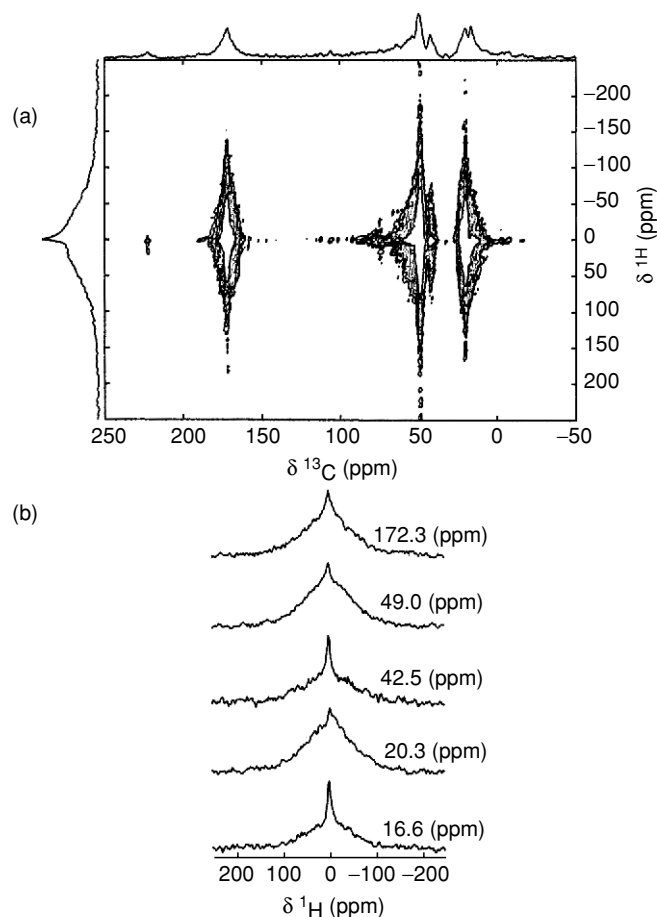 (a)
−200
−150
−100
−50
0
50
100
150
200
δ ¹H (ppm)
250 200 150 100 50 0 −50
δ ¹³C (ppm)
(b)
172.3 (ppm)
49.0 (ppm)
42.5 (ppm)
20.3 (ppm)
16.6 (ppm)
200 100 0 −100 −200
δ ¹H (ppm)